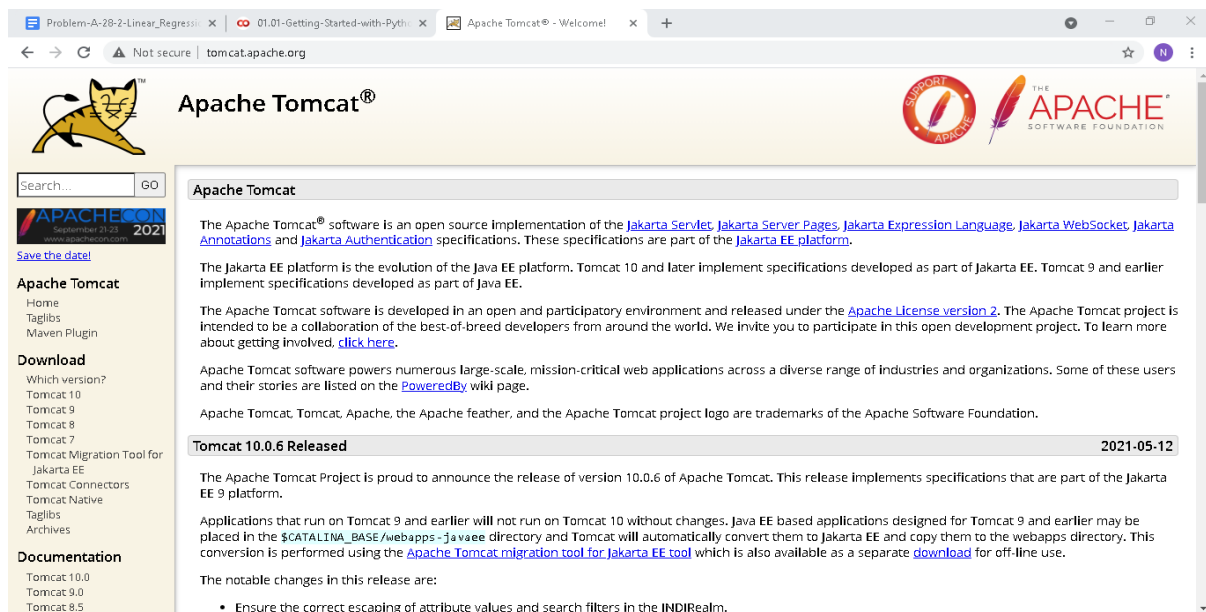 Problem-A-28-2-Linear_Regressi
01.01-Getting-Started-with-Pyth
Apache Tomcat® - Welcome!
Not secure | tomcat.apache.org
N
™
Apache Tomcat®
SUPPORT
APACHE
THE
APACHE®
SOFTWARE FOUNDATION
Search...
GO
APACHECON
September 21-23 2021
www.apachecon.com
Save the date!
Apache Tomcat
Home
Taglibs
Maven Plugin
Download
Which version?
Tomcat 10
Tomcat 9
Tomcat 8
Tomcat 7
Tomcat Migration Tool for
Jakarta EE
Tomcat Connectors
Tomcat Native
Taglibs
Archives
Documentation
Tomcat 10.0
Tomcat 9.0
Tomcat 8.5
Apache Tomcat
The Apache Tomcat® software is an open source implementation of the Jakarta Servlet, Jakarta Server Pages, Jakarta Expression Language, Jakarta WebSocket, Jakarta
Annotations and Jakarta Authentication specifications. These specifications are part of the Jakarta EE platform.
The Jakarta EE platform is the evolution of the Java EE platform. Tomcat 10 and later implement specifications developed as part of Jakarta EE. Tomcat 9 and earlier
implement specifications developed as part of Java EE.
The Apache Tomcat software is developed in an open and participatory environment and released under the Apache License version 2. The Apache Tomcat project is
intended to be a collaboration of the best-of-breed developers from around the world. We invite you to participate in this open development project. To learn more
about getting involved, click here.
Apache Tomcat software powers numerous large-scale, mission-critical web applications across a diverse range of industries and organizations. Some of these users
and their stories are listed on the PoweredBy wiki page.
Apache Tomcat, Tomcat, Apache, the Apache feather, and the Apache Tomcat project logo are trademarks of the Apache Software Foundation.
Tomcat 10.0.6 Released 2021-05-12
The Apache Tomcat Project is proud to announce the release of version 10.0.6 of Apache Tomcat. This release implements specifications that are part of the Jakarta
EE 9 platform.
Applications that run on Tomcat 9 and earlier will not run on Tomcat 10 without changes. Java EE based applications designed for Tomcat 9 and earlier may be
placed in the $CATALINA_BASE/webapps-javaee directory and Tomcat will automatically convert them to Jakarta EE and copy them to the webapps directory. This
conversion is performed using the Apache Tomcat migration tool for Jakarta EE tool which is also available as a separate download for off-line use.
The notable changes in this release are:
• Ensure the correct escaping of attribute values and search filters in the JNDIRealm.